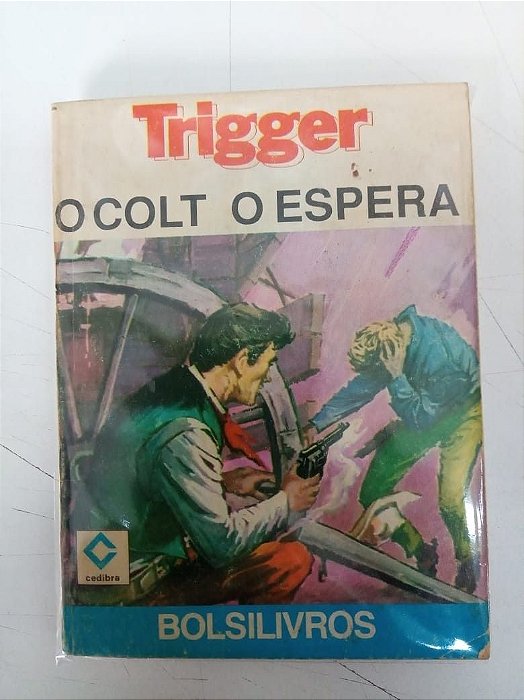 Trigger
O COLT O ESPERA
cedibra
BOLSILIVROS